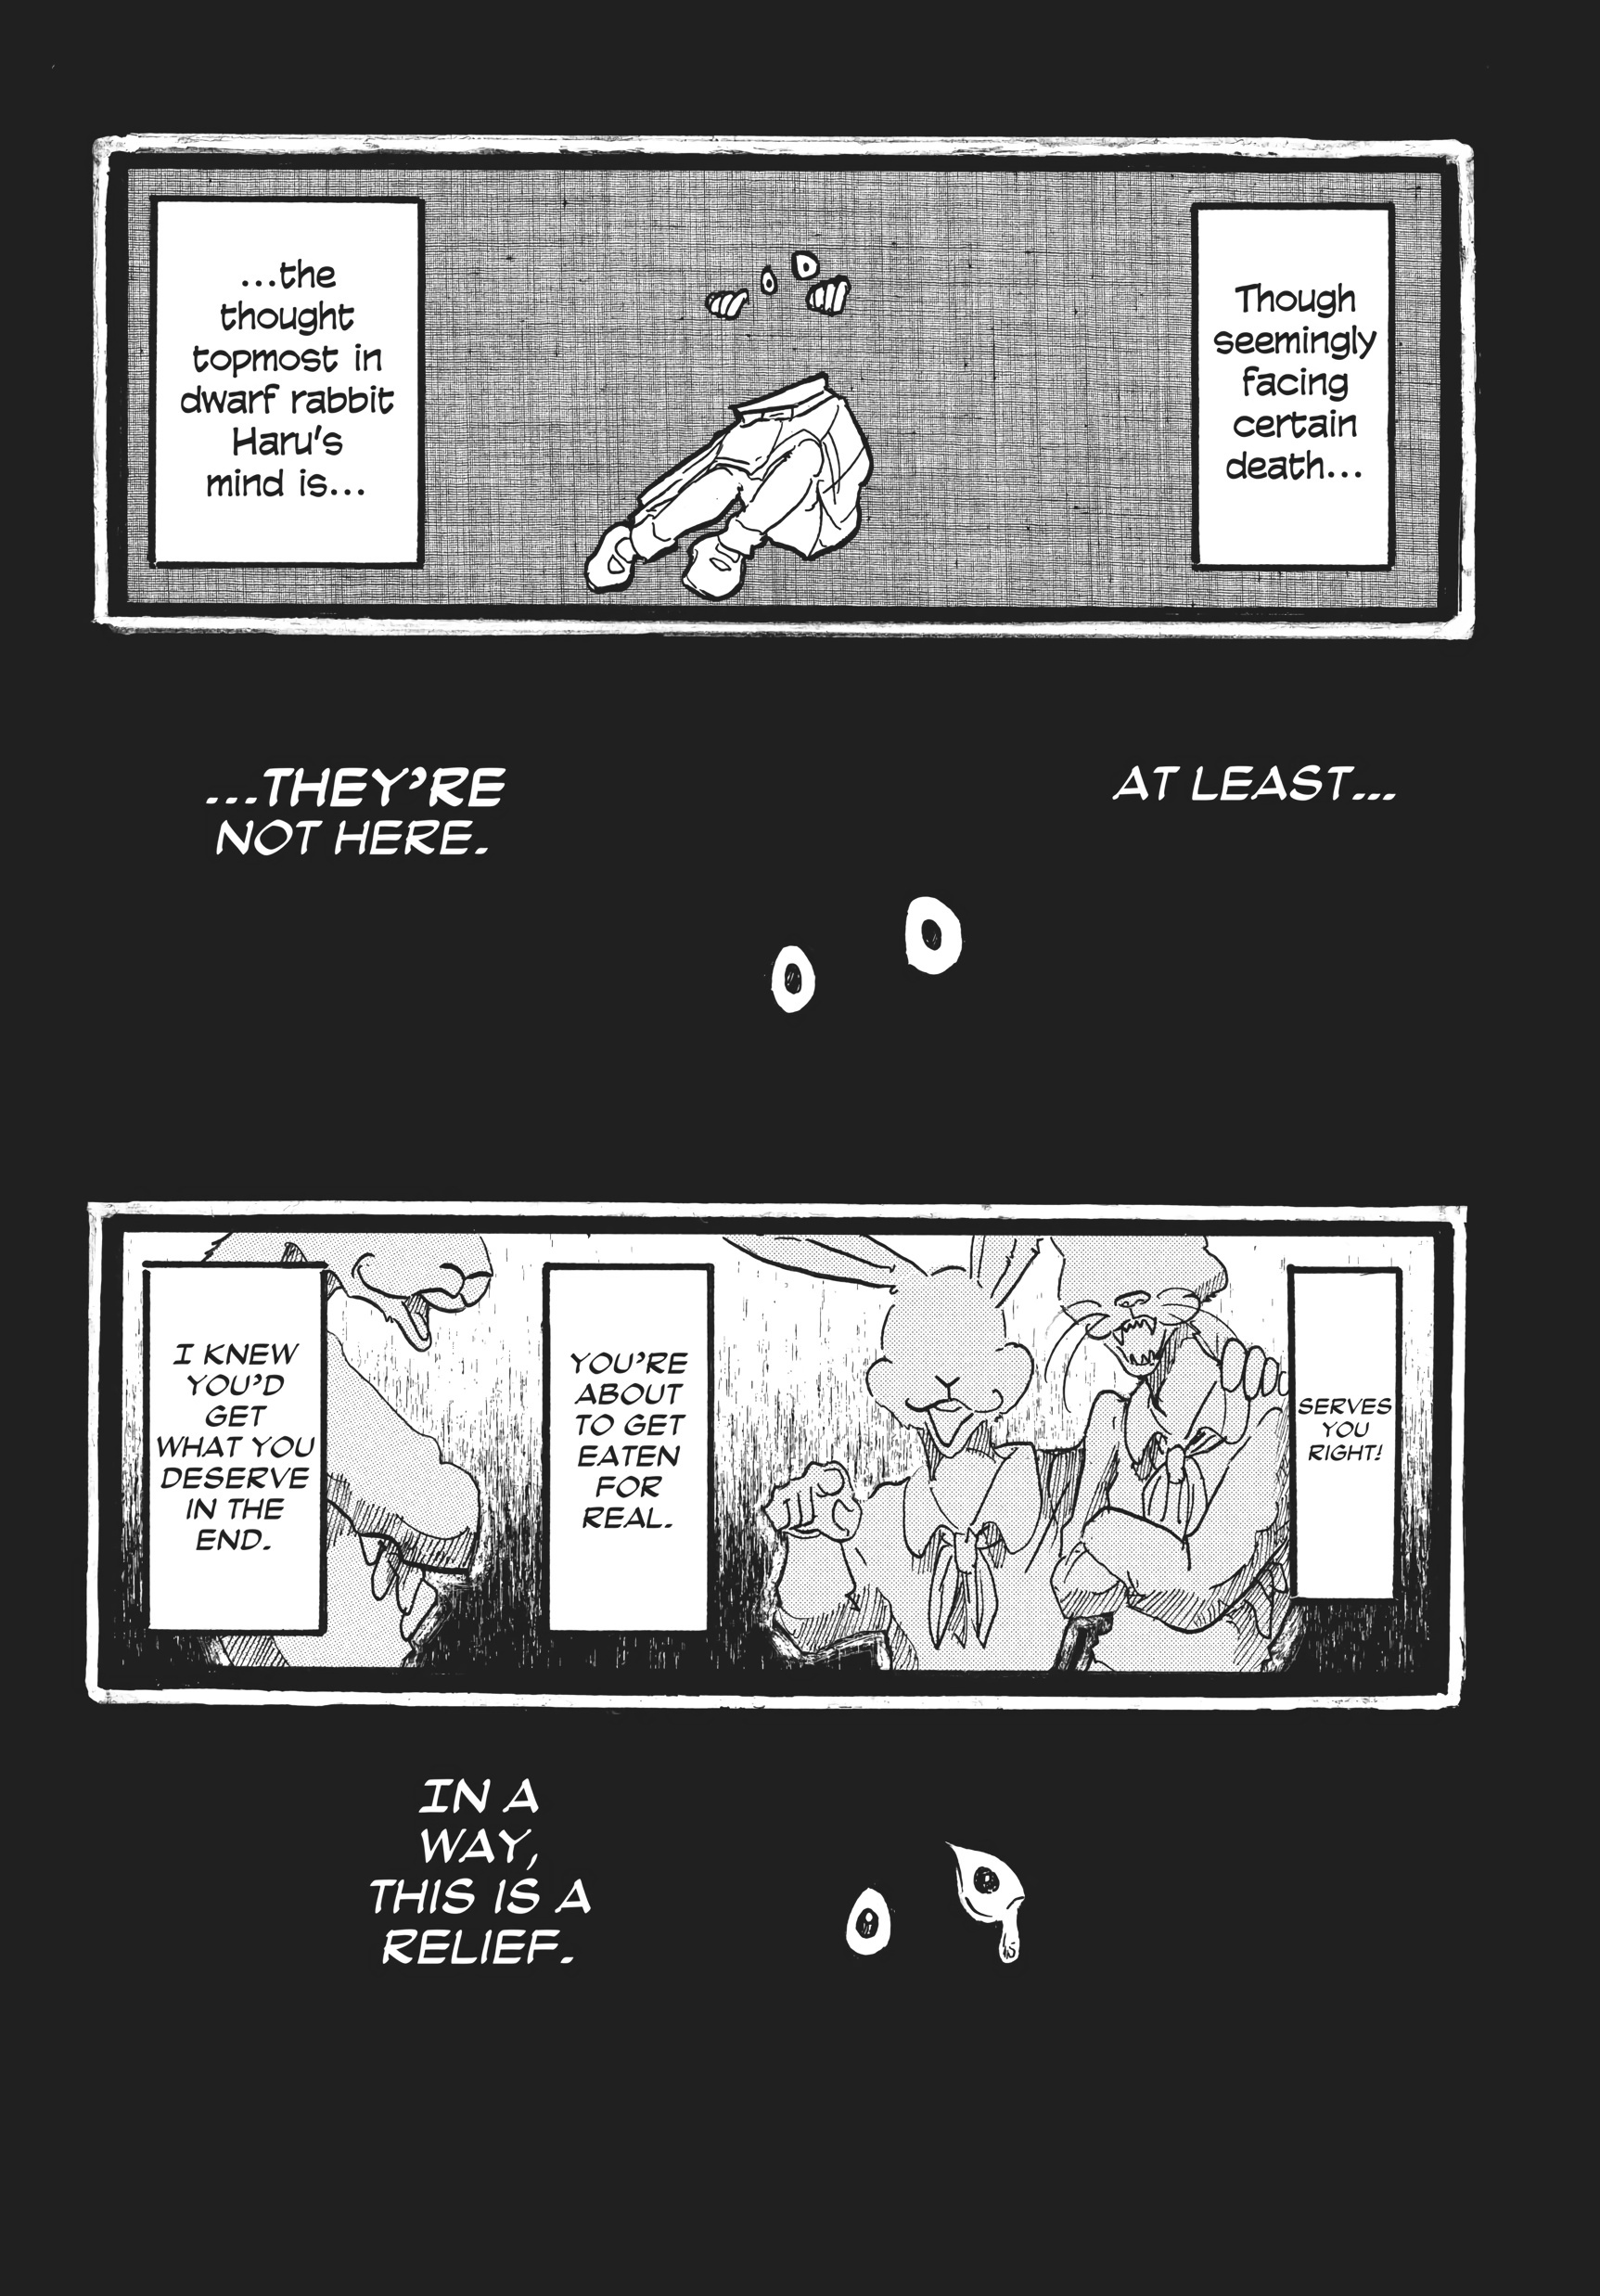 Though
seemingly
facing
certain
death...
...the
thought
topmost in
dwarf rabbit
Haru's
mind is...
AT LEAST...
...THEY'RE
NOT HERE.
SERVES
YOU
RIGHT!
YOU'RE
ABOUT
TO GET
EATEN
FOR
REAL.
I KNEW
YOU'D
GET
WHAT YOU
DESERVE
IN THE
END.
IN A
WAY,
THIS IS A
RELIEF.